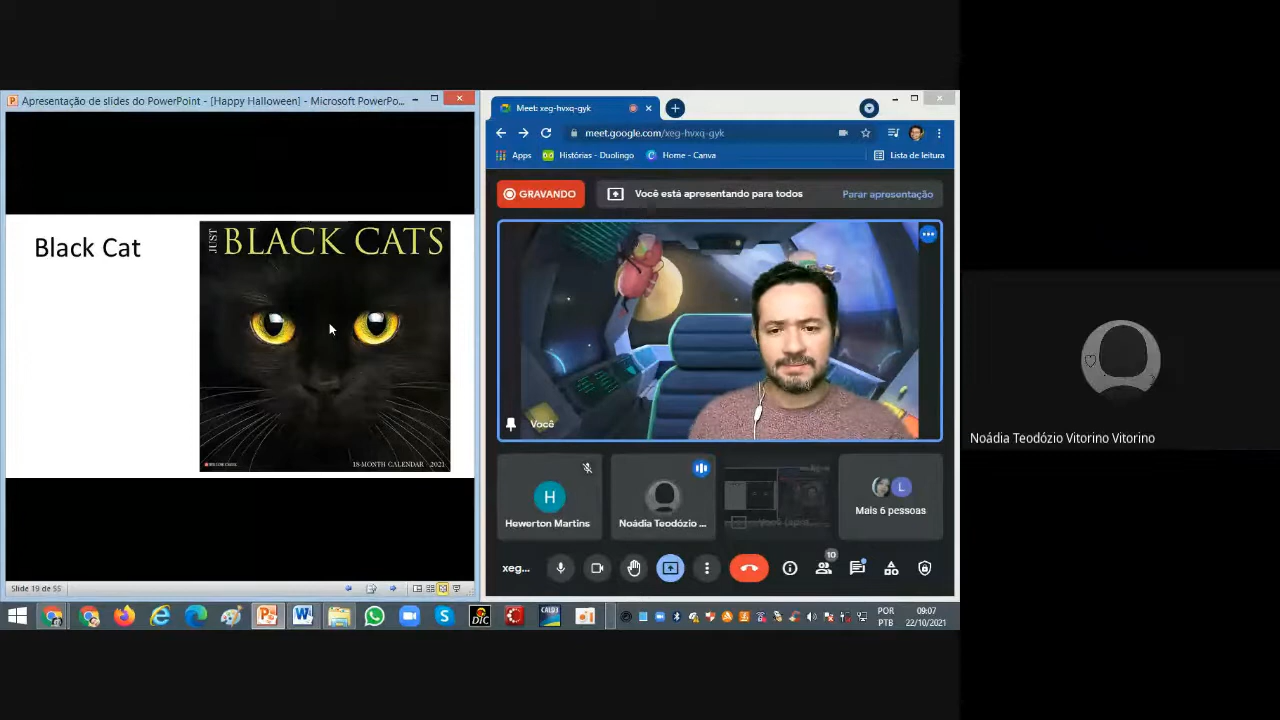 Apresentação de slides do PowerPoint - [Happy Halloween] - Microsoft PowerPo...
Black Cat
JUST
BLACK CATS
18-MONTH CALENDAR · 2021
Slide 19 de 55
Meet: xeg-hvxq-gyk
meet.google.com/xeg-hvxq-gyk
Apps
Histórias - Duolingo
Home - Canva
Lista de leitura
GRAVANDO
Você está apresentando para todos
Parar apresentação
Você
H
Hewerton Martins
Noádia Teodózio ...
L
Mais 6 pessoas
xeg...
10
DIC
CALD3
POR
PTB
09:07
22/10/2021
Noádia Teodózio Vitorino Vitorino